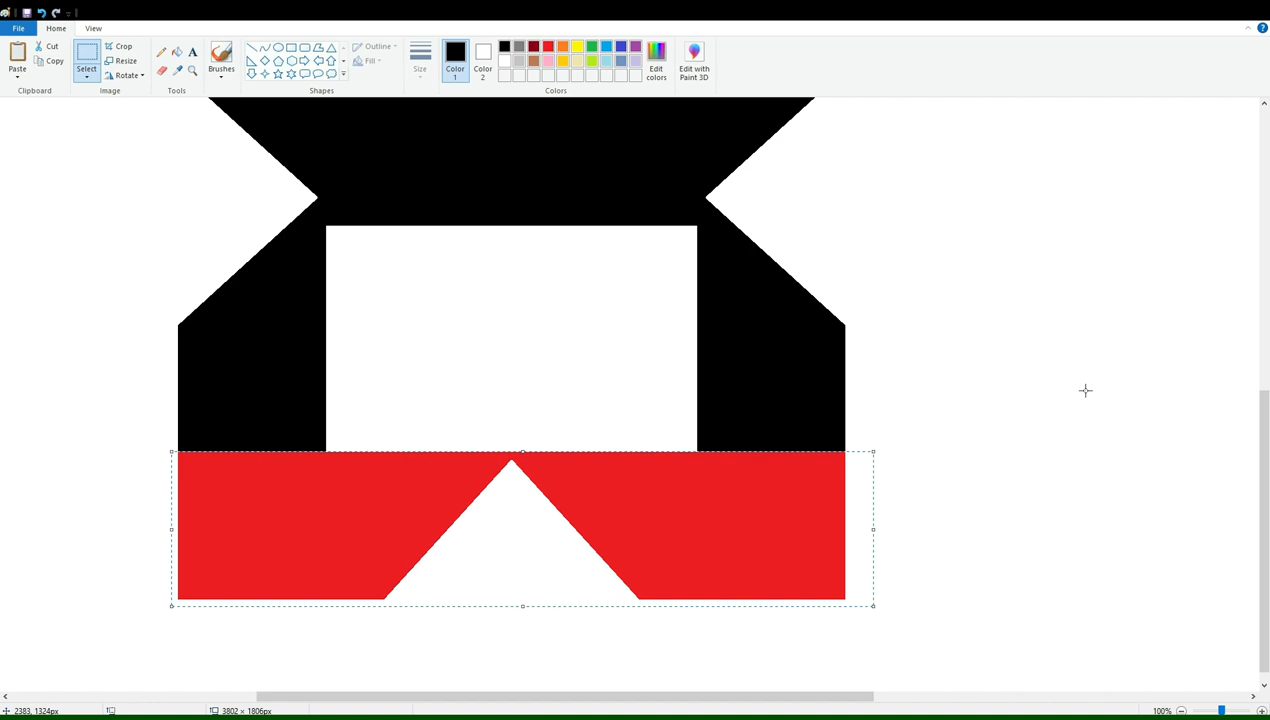 File Home View
Paste
Cut
Copy
Clipboard
Select
Crop
Resize
Rotate
Image
A
Tools
Brushes
Outline
Fill
Shapes
Size
Color
1
Color
2
Edit
colors
Colors
Edit with
Paint 3D
2383, 1324px
3802 × 1806px
100%